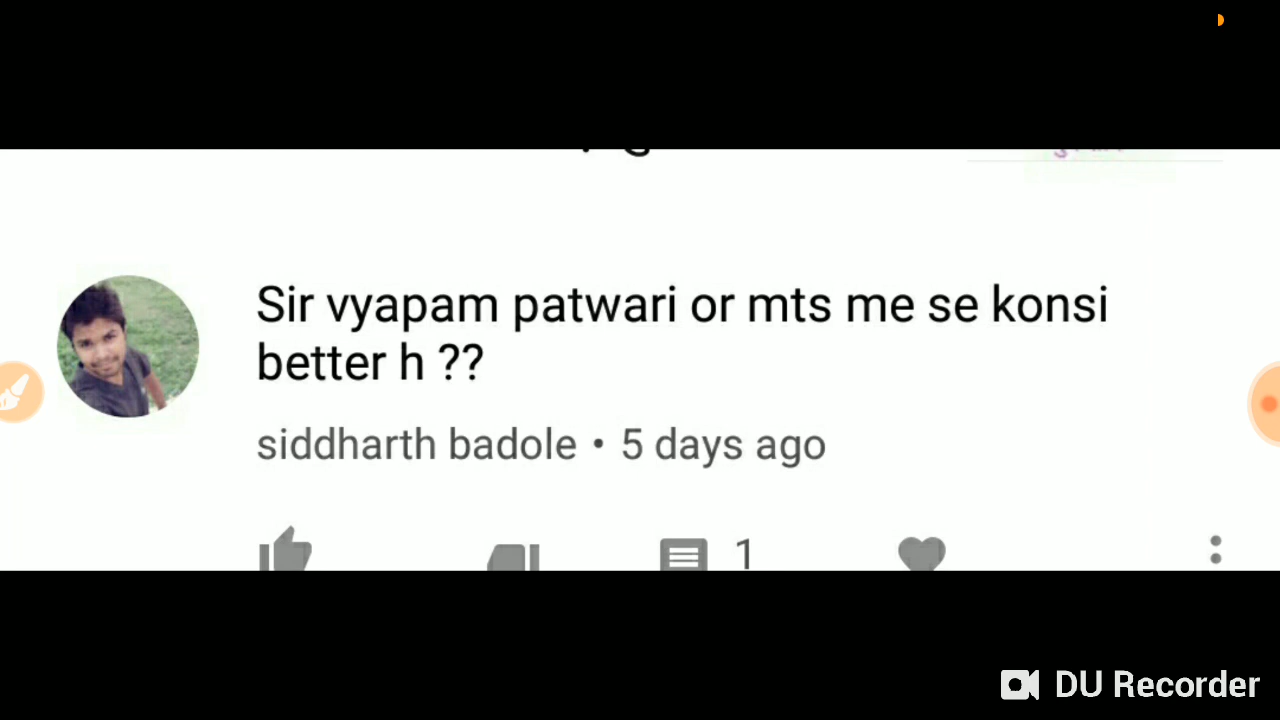 Sir vyapam patwari or mts me se konsi
better h ??
siddharth badole • 5 days ago
1
DU Recorder